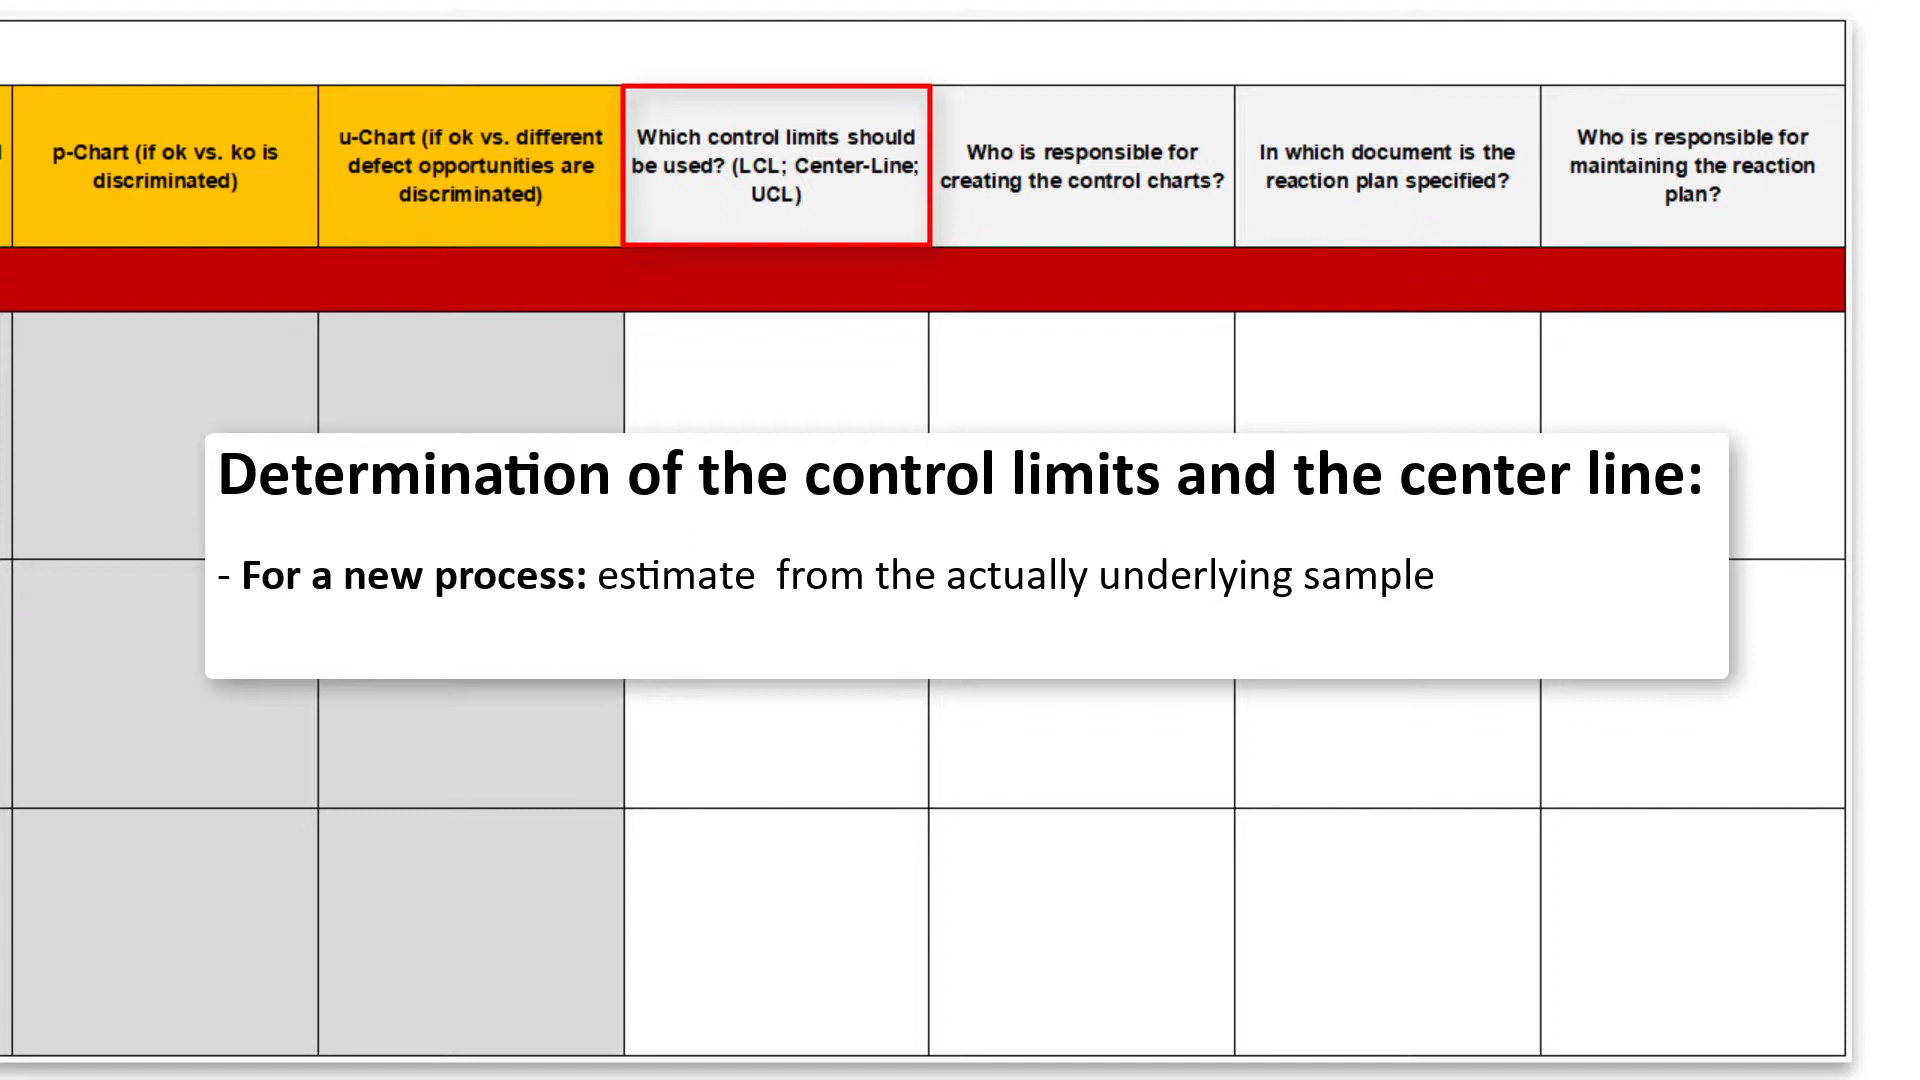 p-Chart (if ok vs. ko is
discriminated)
u-Chart (if ok vs. different
defect opportunities are
discriminated)
Which control limits should
be used? (LCL; Center-Line;
UCL)
Who is responsible for
creating the control charts?
In which document is the
reaction plan specified?
Who is responsible for
maintaining the reaction
plan?
Determination of the control limits and the center line:
- For a new process: estimate  from the actually underlying sample